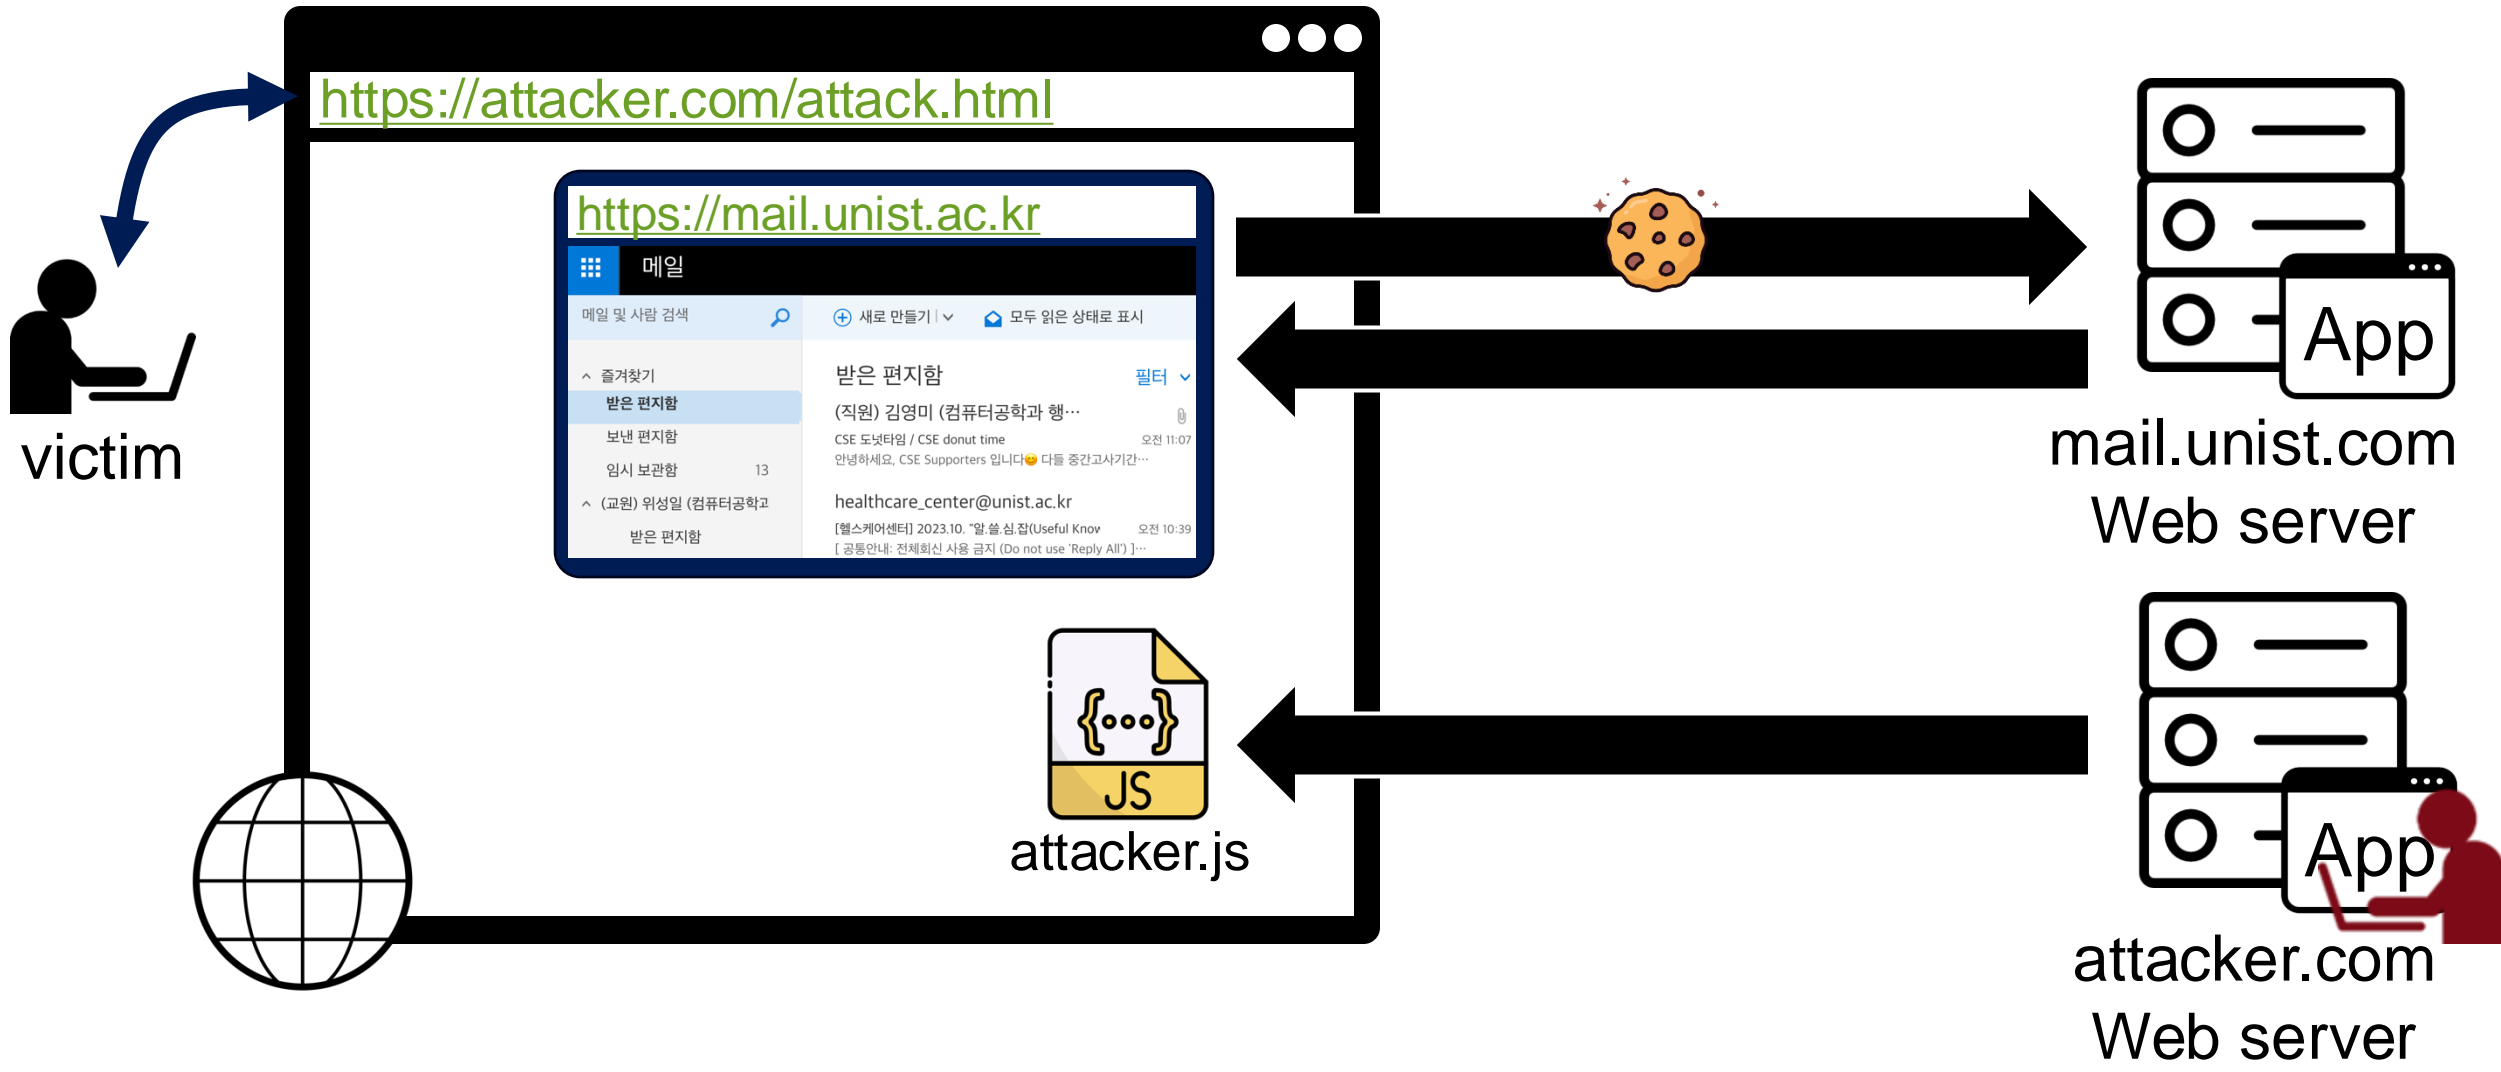 https://attacker.com/attack.html
https://mail.unist.ac.kr
메일
메일 및 사람 검색
새로 만들기
모두 읽은 상태로 표시
즐겨찾기
받은 편지함
보낸 편지함
임시 보관함 13
(교원) 위성일 (컴퓨터공학고
받은 편지함
받은 편지함
필터
(직원) 김영미 (컴퓨터공학과 행…
CSE 도넛타임 / CSE donut time 오전 11:07
안녕하세요, CSE Supporters 입니다😊 다들 중간고사기간…
healthcare_center@unist.ac.kr
[헬스케어센터] 2023.10. "알.쓸.심.잡(Useful Know 오전 10:39
[ 공통안내: 전체회신 사용 금지 (Do not use 'Reply All') ]…
victim
JS
attacker.js
App
mail.unist.com
Web server
App
attacker.com
Web server